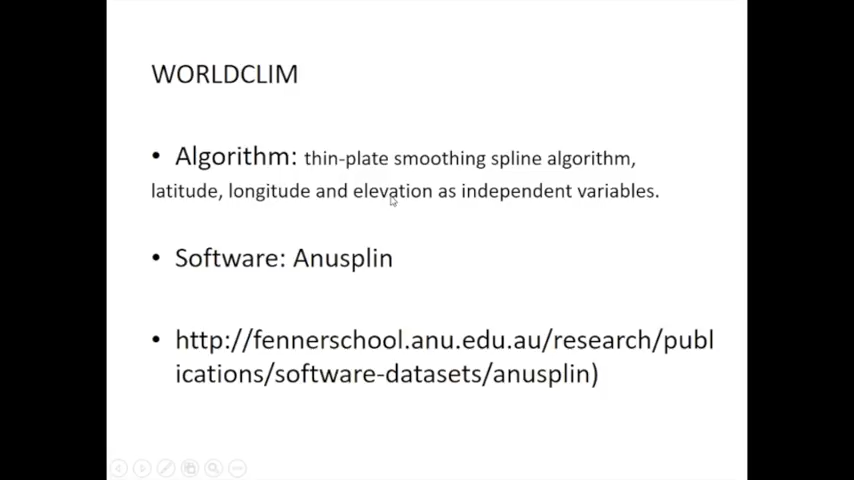 WORLDCLIM
• Algorithm: thin-plate smoothing spline algorithm,
latitude, longitude and elevation as independent variables.
• Software: Anusplin
• http://fennerschool.anu.edu.au/research/publ
ications/software-datasets/anusplin)